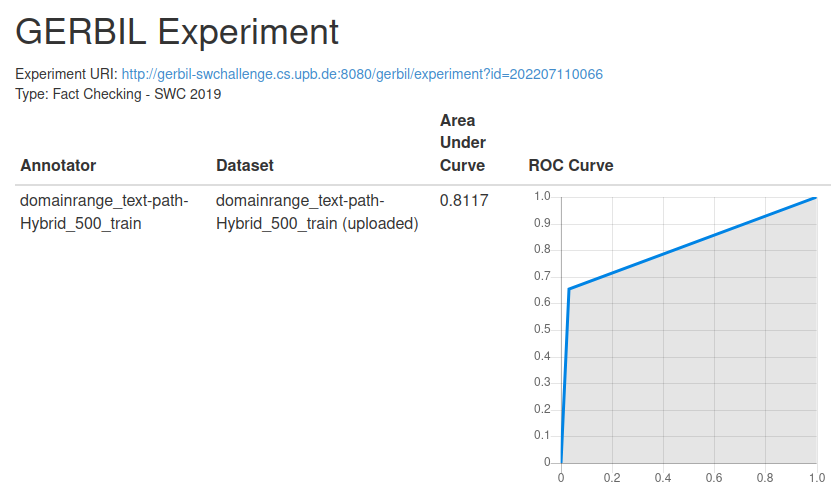 GERBIL Experiment
Experiment URI: http://gerbil-swchallenge.cs.upb.de:8080/gerbil/experiment?id=202207110066
Type: Fact Checking - SWC 2019
Annotator
Dataset
Area
Under
Curve
ROC Curve
domainrange_text-path-
Hybrid_500_train
domainrange_text-path-
Hybrid_500_train (uploaded)
0.8117
1.0
0.9
0.8
0.7
0.6
0.5
0.4
0.3
0.2
0.1
0
0 0.2 0.4 0.6 0.8 1.0